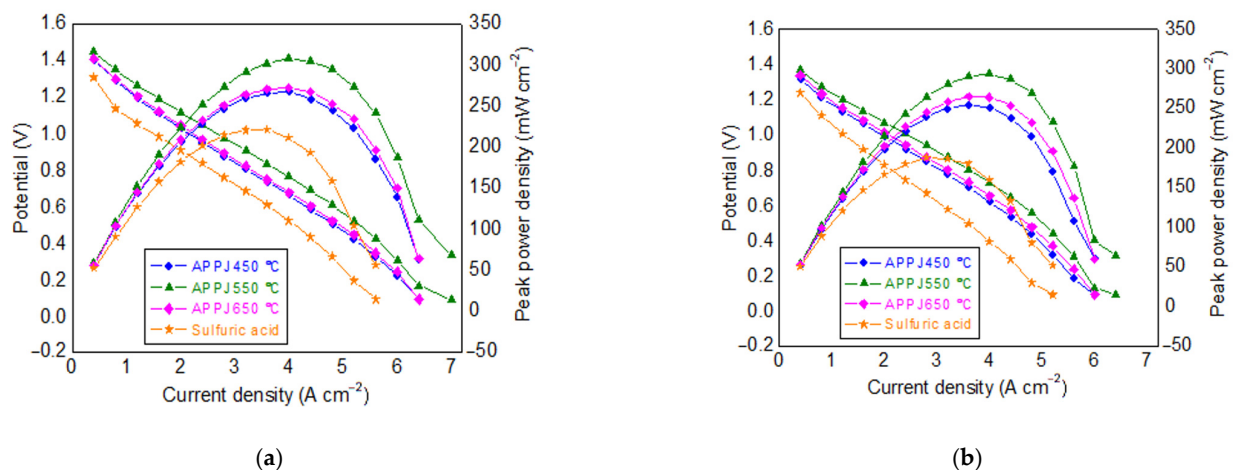 1.6
1.4
1.2
1.0
0.8
0.6
0.4
0.2
0.0
−0.2
Potential (V)
350
300
250
200
150
100
50
0
−50
Peak power density (mW cm−2)
APPJ450 ℃
APPJ550 ℃
APPJ650 ℃
Sulfuric acid
0 1 2 3 4 5 6 7
Current density (A cm−2)
(a)
1.6
1.4
1.2
1.0
0.8
0.6
0.4
0.2
0.0
−0.2
Potential (V)
350
300
250
200
150
100
50
0
−50
Peak power density (mW cm−2)
APPJ450 ℃
APPJ550 ℃
APPJ650 ℃
Sulfuric acid
0 1 2 3 4 5 6 7
Current density (A cm−2)
(b)